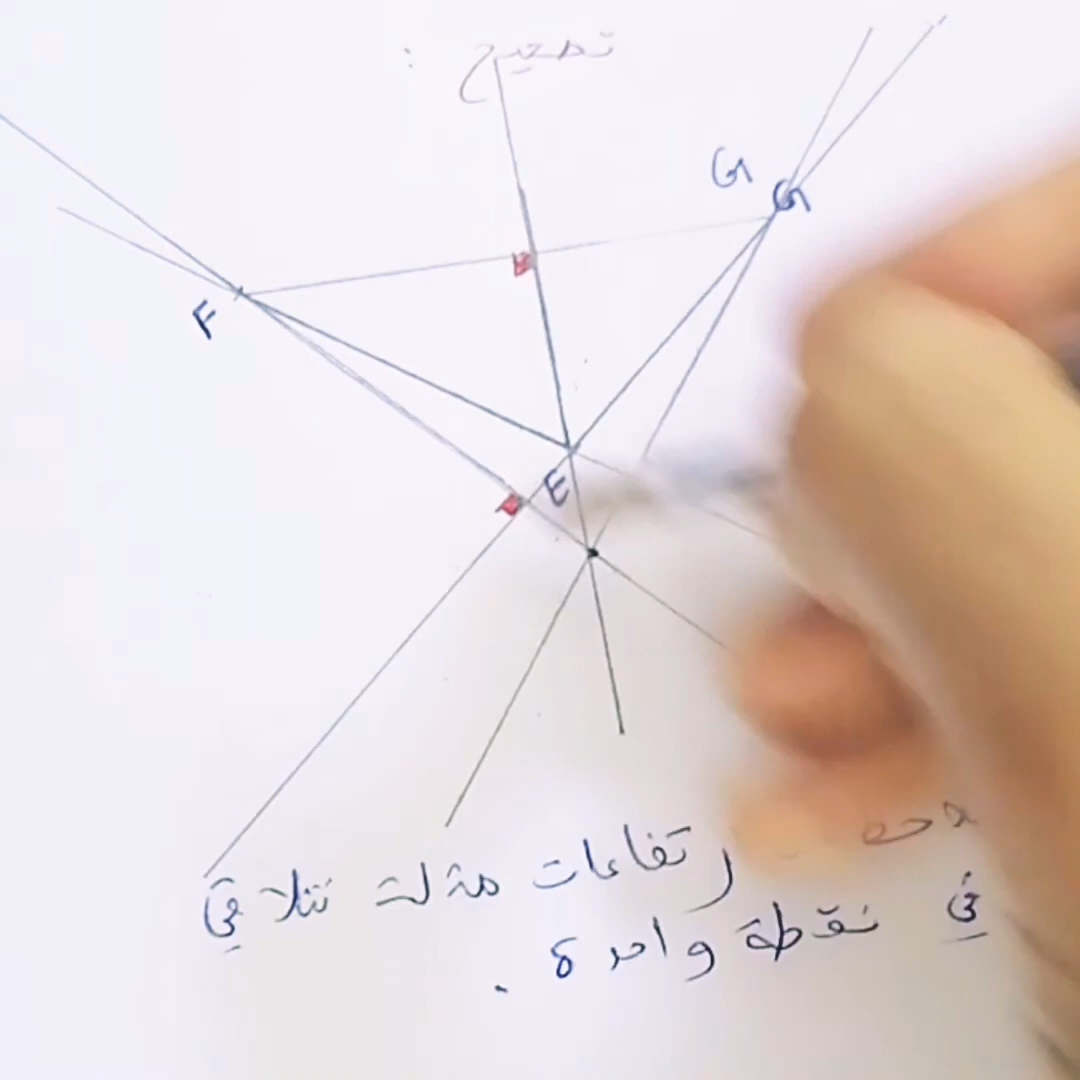 تصحيح :
G
G
F
E
ارتفاعات مثلث تتلاقى
في نقطة واحدة .